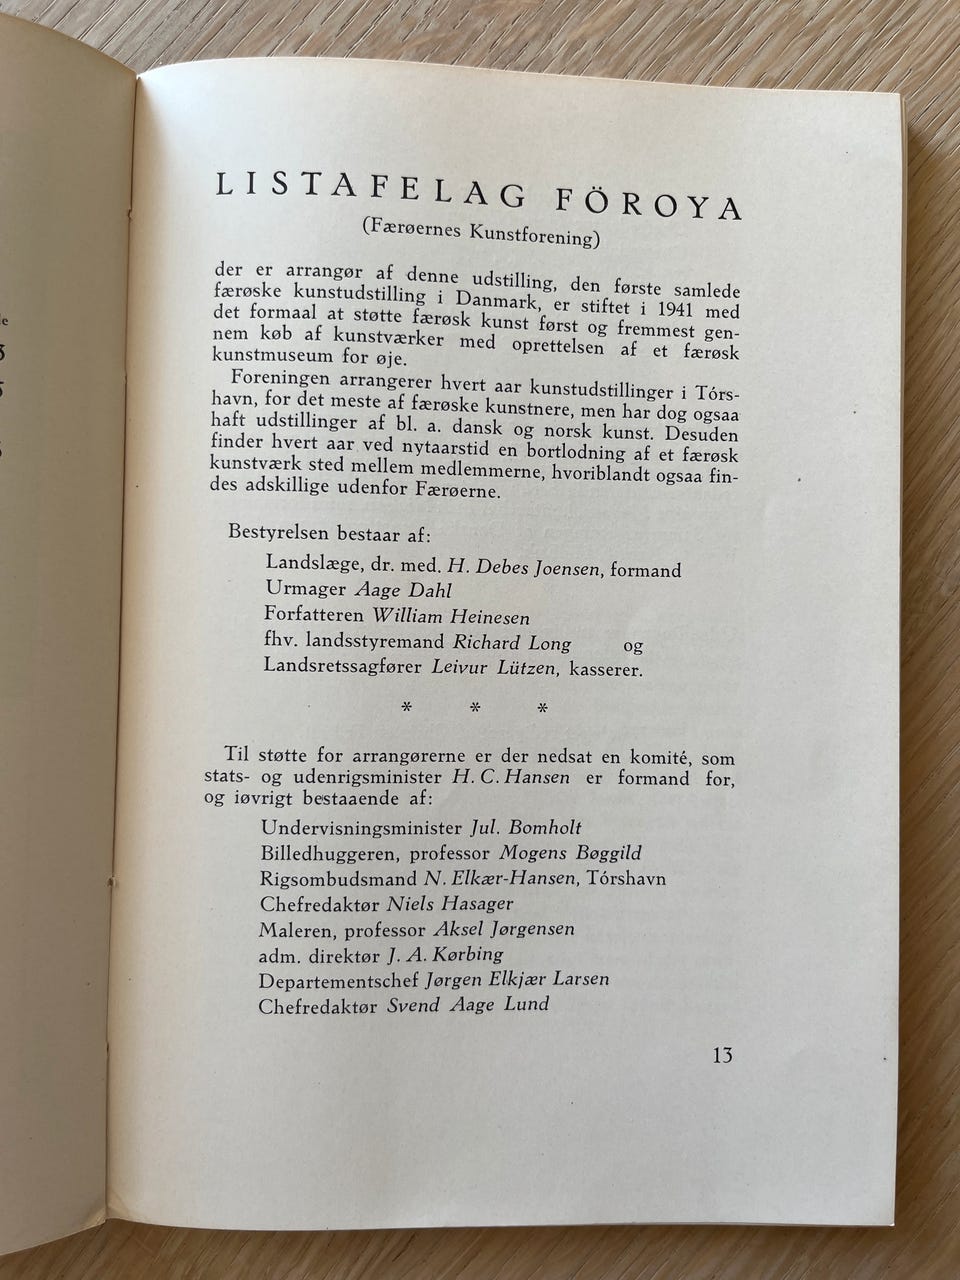 LISTAFELAG FÖROYA
(Færøernes Kunstforening)
der er arrangør af denne udstilling, den første samlede
færøske kunstudstilling i Danmark, er stiftet i 1941 med
det formaal at støtte færøsk kunst først og fremmest gen-
nem køb af kunstværker med oprettelsen af et færøsk
kunstmuseum for øje.
Foreningen arrangerer hvert aar kunstudstillinger i Tórs-
havn, for det meste af færøske kunstnere, men har dog ogsaa
haft udstillinger af bl. a. dansk og norsk kunst. Desuden
finder hvert aar ved nytaarstid en bortlodning af et færøsk
kunstværk sted mellem medlemmerne, hvoriblandt ogsaa fin-
des adskillige udenfor Færøerne.
Bestyrelsen bestaar af:
Landslæge, dr. med. H. Debes Joensen, formand
Urmager Aage Dahl
Forfatteren William Heinesen
fhv. landsstyremand Richard Long og
Landsretssagfører Leivur Lützen, kasserer.
* * *
Til støtte for arrangørerne er der nedsat en komité, som
stats- og udenrigsminister H. C. Hansen er formand for,
og iøvrigt bestaaende af:
Undervisningsminister Jul. Bomholt
Billedhuggeren, professor Mogens Bøggild
Rigsombudsmand N. Elkær-Hansen, Tórshavn
Chefredaktør Niels Hasager
Maleren, professor Aksel Jørgensen
adm. direktør J. A. Kørbing
Departementschef Jørgen Elkjær Larsen
Chefredaktør Svend Aage Lund
13